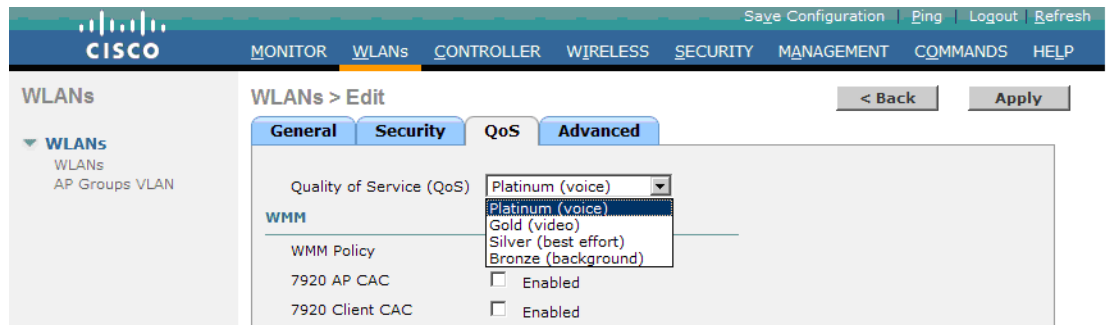 Save Configuration | Ping | Logout | Refresh
CISCO
MONITOR WLANs CONTROLLER WIRELESS SECURITY MANAGEMENT COMMANDS HELP
WLANs
WLANs
WLANs
AP Groups VLAN
WLANs > Edit
< Back
Apply
General Security QoS Advanced
Quality of Service (QoS) Platinum (voice)
Platinum (voice)
Gold (video)
Silver (best effort)
Bronze (background)
WMM
WMM Policy
7920 AP CAC Enabled
7920 Client CAC Enabled